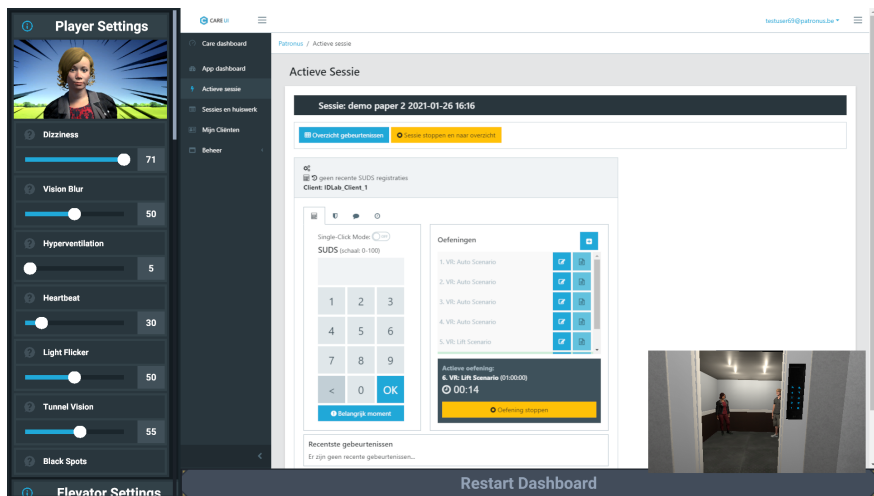 Player Settings
Dizziness
71
Vision Blur
50
Hyperventilation
5
Heartbeat
30
Light Flicker
50
Tunnel Vision
55
Black Spots
Elevator Settings
CARE UI
Care dashboard
App dashboard
Actieve sessie
Sessies en huiswerk
Mijn Cliënten
Beheer
testuser69@patronus.be
Patronus / Actieve sessie
Actieve Sessie
Sessie: demo paper 2 2021-01-26 16:16
Overzicht gebeurtenissen
Sessie stoppen en naar overzicht
geen recente SUDS registraties
Client: IDLab_Client_1
Single-Click Mode: OFF
SUDS (schaal: 0-100)
1 2 3
4 5 6
7 8 9
< 0 OK
Belangrijk moment
Oefeningen
1. VR: Auto Scenario
2. VR: Auto Scenario
3. VR: Auto Scenario
4. VR: Auto Scenario
5. VR: Lift Scenario
Actieve oefening:
6. VR: Lift Scenario (01:00:00)
00:14
Oefening stoppen
Recentste gebeurtenissen
Er zijn geen recente gebeurtenissen...
Restart Dashboard